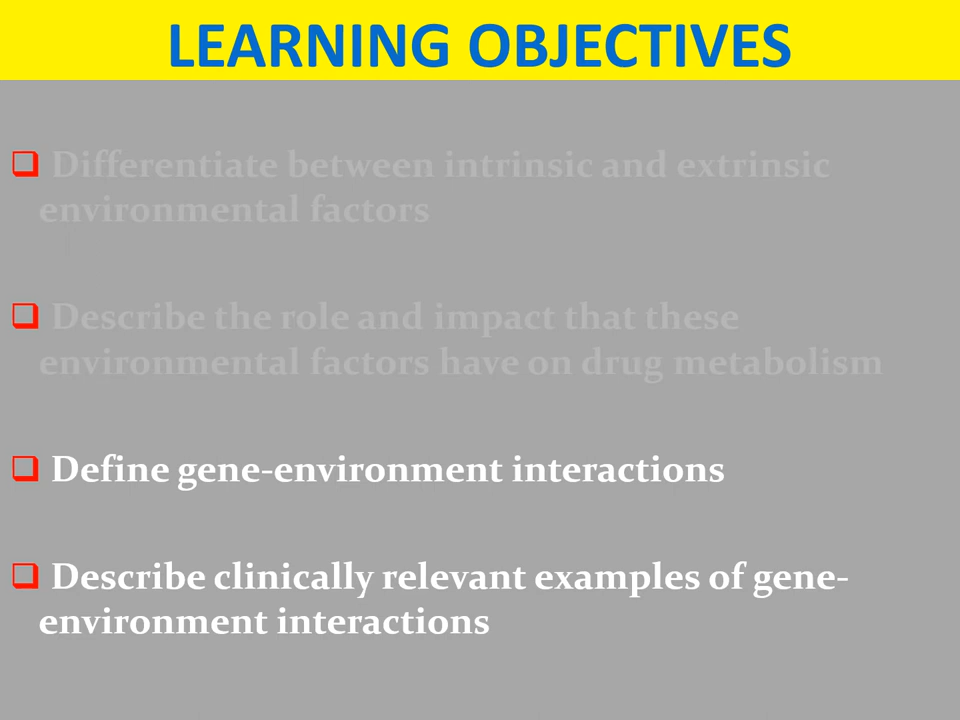 LEARNING OBJECTIVES
Differentiate between intrinsic and extrinsic
environmental factors
Describe the role and impact that these
environmental factors have on drug metabolism
Define gene-environment interactions
Describe clinically relevant examples of gene-
environment interactions